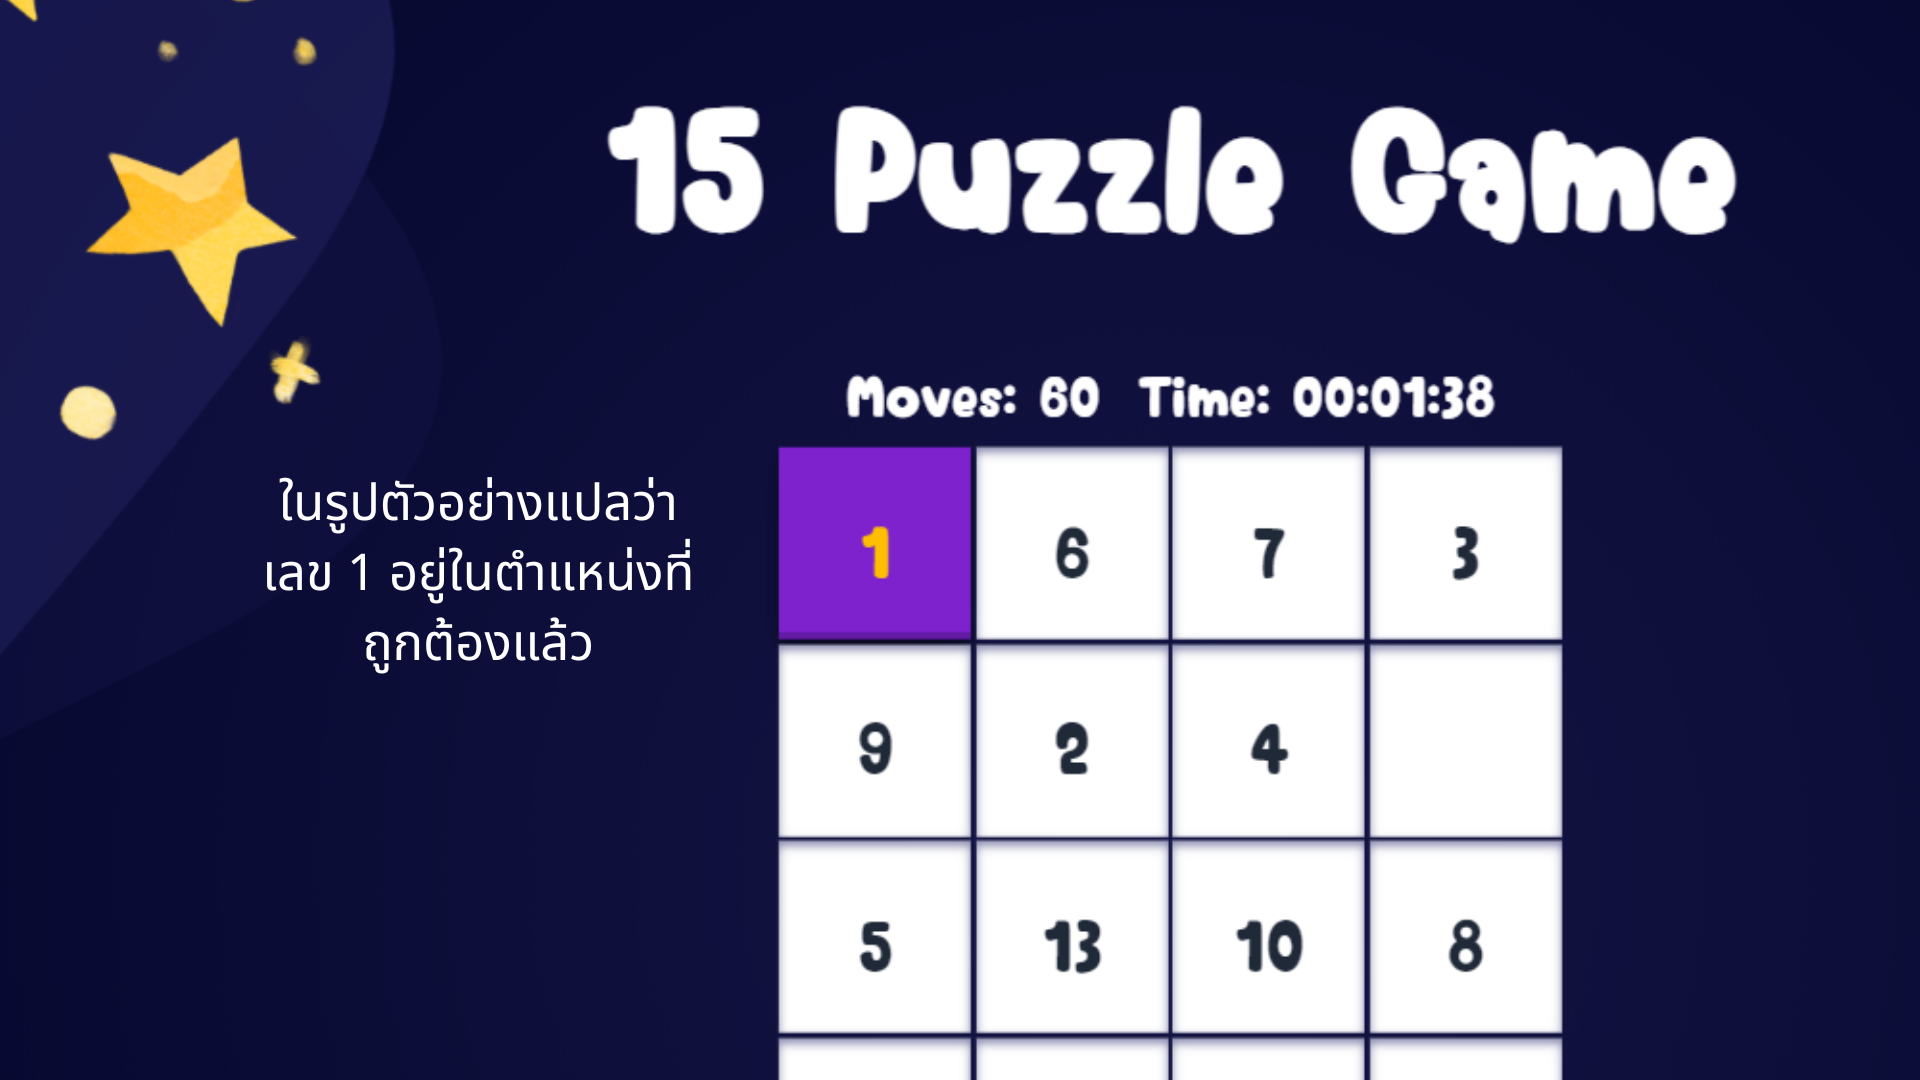 15 Puzzle Game
Moves: 60 Time: 00:01:38
ในรูปตัวอย่างแปลว่า
เลข 1 อยู่ในตำแหน่งที่
ถูกต้องแล้ว
1 6 7 3
9 2 4
5 13 10 8